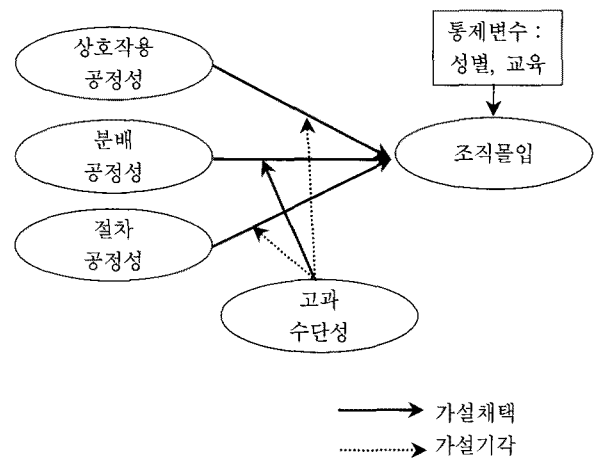 상호작용
공정성
통제변수 :
성별, 교육
분배
공정성
조직몰입
절차
공정성
고과
수단성
가설채택
가설기각